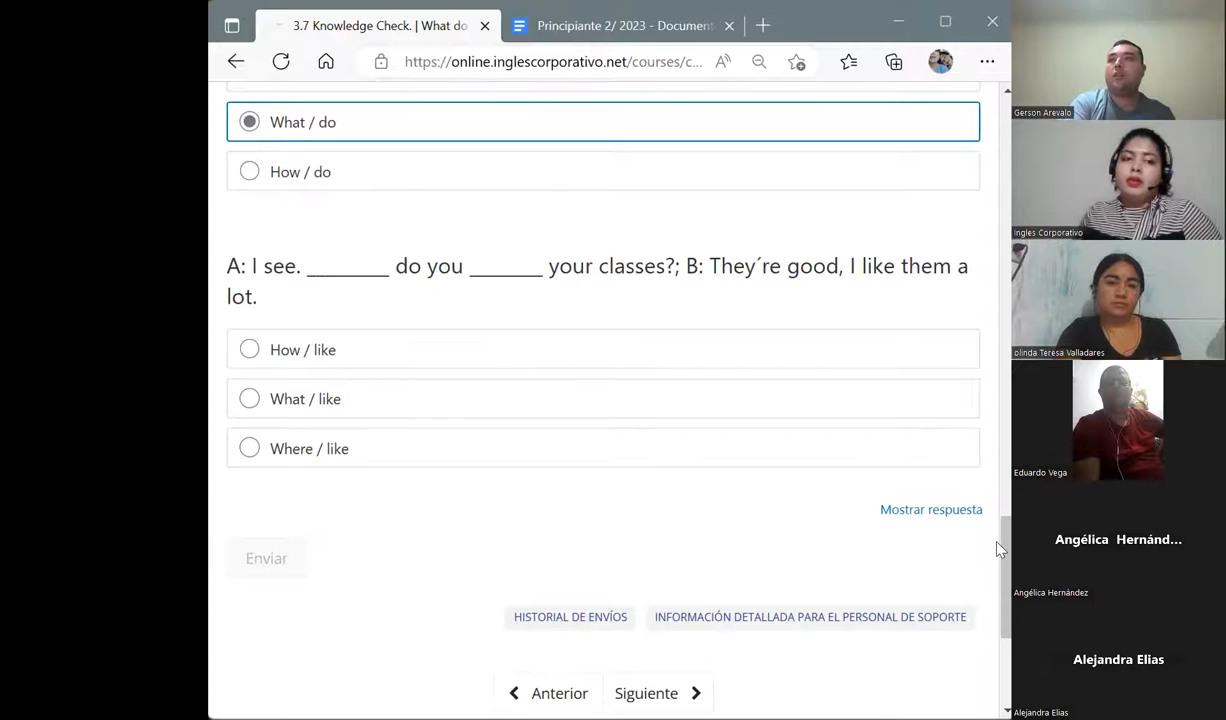 3.7 Knowledge Check. | What do
Principiante 2/ 2023 - Document
https://online.inglescorporativo.net/courses/c...
What / do
How / do
A: I see. ________ do you _______ your classes?; B: They´re good, I like them a
lot.
How / like
What / like
Where / like
Mostrar respuesta
Enviar
HISTORIAL DE ENVÍOS
INFORMACIÓN DETALLADA PARA EL PERSONAL DE SOPORTE
Anterior
Siguiente
Gerson Arevalo
Ingles Corporativo
olinda Teresa Valladares
Eduardo Vega
Angélica Hernánd...
Angélica Hernández
Alejandra Elias
Alejandra Elias